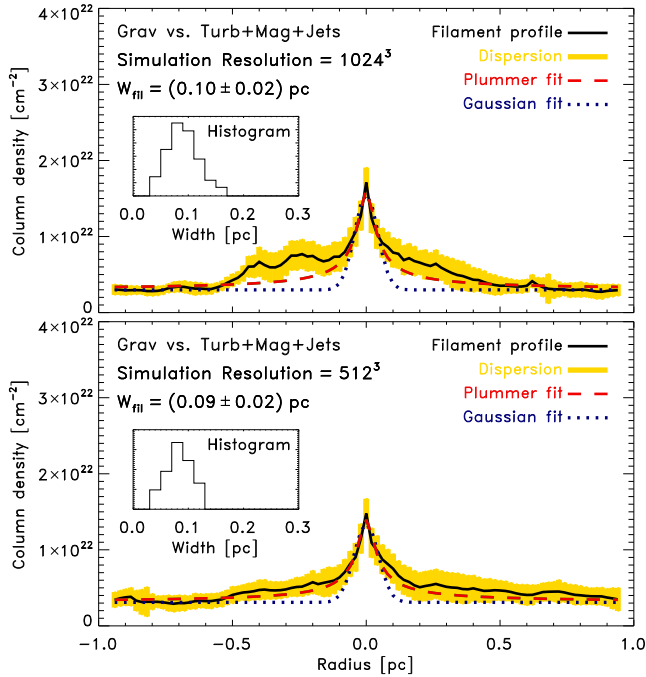 4×10²²
Grav vs. Turb+Mag+Jets
Filament profile
Simulation Resolution = 1024³
Dispersion
W_fil = (0.10 ± 0.02) pc
Plummer fit
Gaussian fit
3×10²²
Histogram
2×10²²
0.0 0.1 0.2 0.3
Width [pc]
1×10²²
0
Column density [cm⁻²]
4×10²²
Grav vs. Turb+Mag+Jets
Filament profile
Simulation Resolution = 512³
Dispersion
W_fil = (0.09 ± 0.02) pc
Plummer fit
Gaussian fit
3×10²²
Histogram
2×10²²
0.0 0.1 0.2 0.3
Width [pc]
1×10²²
0
Column density [cm⁻²]
−1.0 −0.5 0.0 0.5 1.0
Radius [pc]